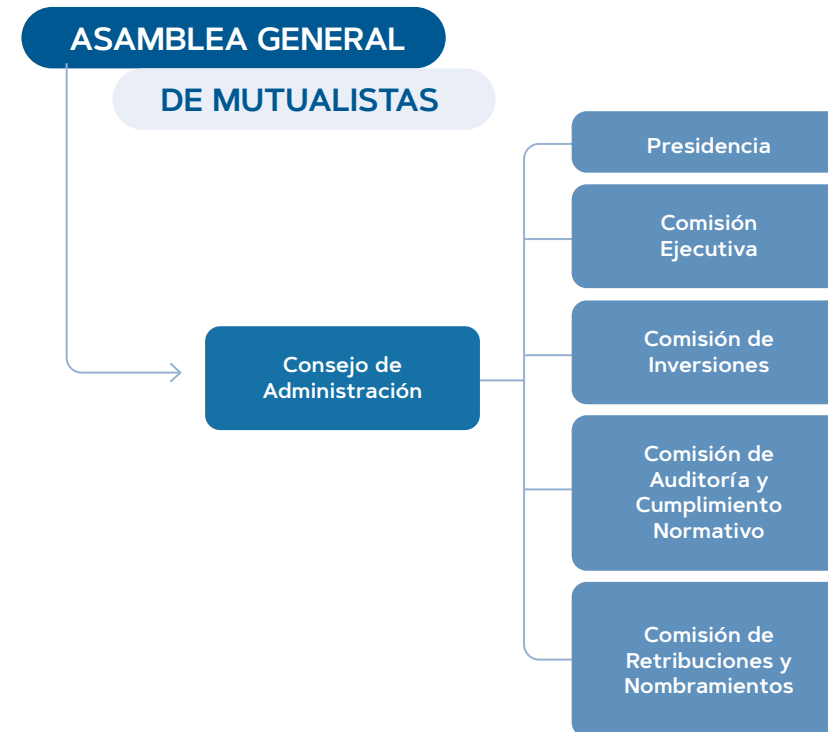 ASAMBLEA GENERAL
DE MUTUALISTAS
Consejo de
Administración
Presidencia
Comisión
Ejecutiva
Comisión de
Inversiones
Comisión de
Auditoría y
Cumplimiento
Normativo
Comisión de
Retribuciones y
Nombramientos